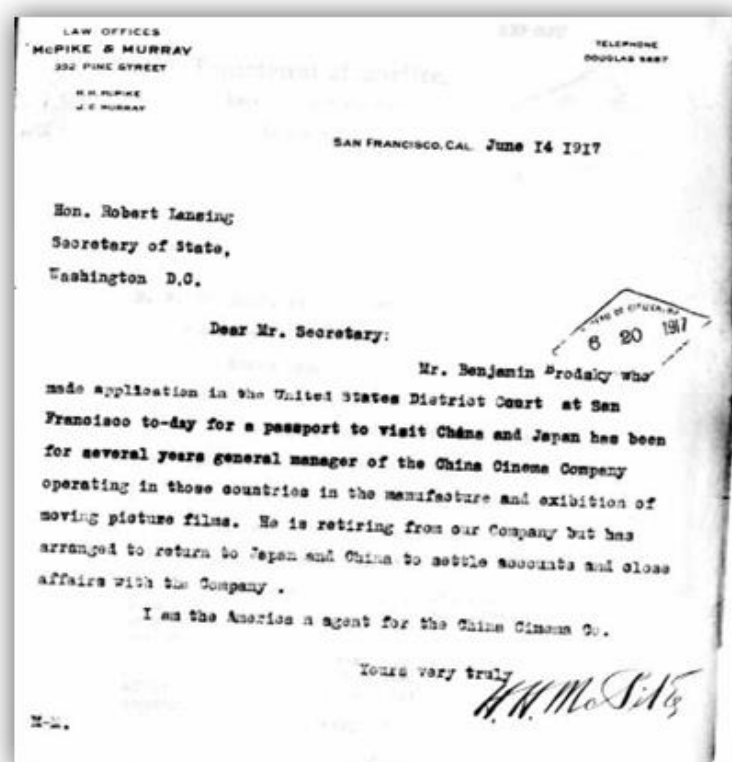 LAW OFFICES
McPIKE & MURRAY
TELEPHONE
332 PINE STREET
DOUGLAS 5687
H. H. McPIKE
J. C. MURRAY
SAN FRANCISCO, CAL. June 14 1917
Hon. Robert Lansing
Secretary of State,
Washington D.C.
6 20 1917
Dear Mr. Secretary:
Mr. Benjamin Brodsky who
made application in the United States District Court at San
Francisco to-day for a passport to visit China and Japan has been
for several years general manager of the China Cinema Company
operating in those countries in the manufacture and exibition of
moving picture films. He is retiring from our Company but has
arranged to return to Japan and China to settle accounts and close
affairs with the Company .
I am the America n agent for the China Cinema Co.
Yours very truly
H. H. McPike
M-M.